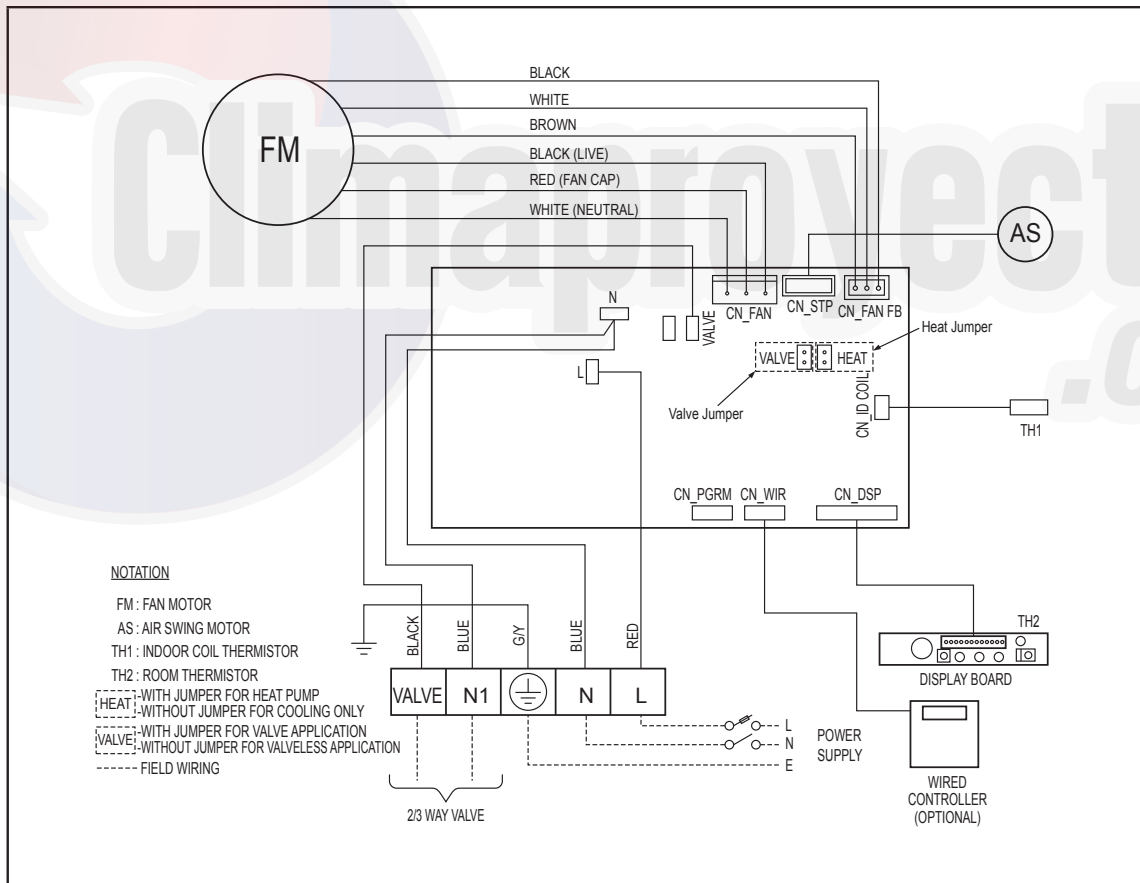 BLACK
WHITE
BROWN
BLACK (LIVE)
RED (FAN CAP)
WHITE (NEUTRAL)
FM
AS
Climaproyect
.c
N
L
VALVE
CN_FAN
CN_STP
CN_FAN FB
Heat Jumper
VALVE
HEAT
Valve Jumper
CN_ID COIL
TH1
CN_PGRM
CN_WIR
CN_DSP
NOTATION
FM : FAN MOTOR
AS : AIR SWING MOTOR
TH1 : INDOOR COIL THERMISTOR
TH2 : ROOM THERMISTOR
HEAT -WITH JUMPER FOR HEAT PUMP
-WITHOUT JUMPER FOR COOLING ONLY
VALVE -WITH JUMPER FOR VALVE APPLICATION
-WITHOUT JUMPER FOR VALVELESS APPLICATION
------ FIELD WIRING
BLACK
BLUE
G/Y
BLUE
RED
VALVE
N1
N
L
2/3 WAY VALVE
L
N
E
POWER
SUPPLY
TH2
DISPLAY BOARD
WIRED
CONTROLLER
(OPTIONAL)